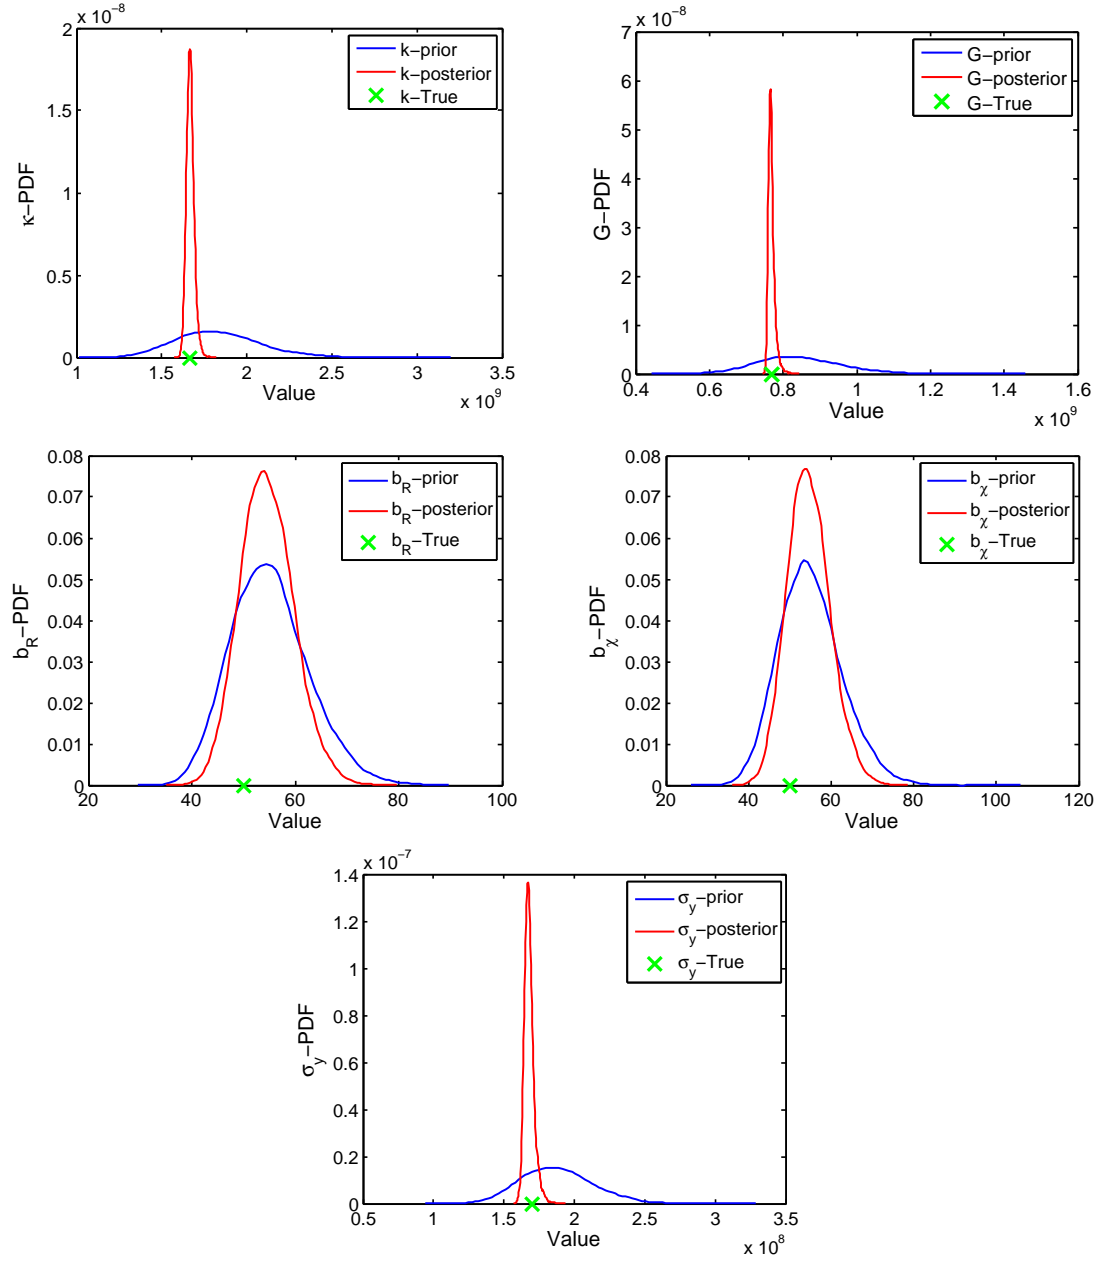 x 10^-8
2
1.5
1
0.5
0
κ-PDF
k-prior
k-posterior
k-True
1 1.5 2 2.5 3 3.5
Value
x 10^9
x 10^-8
7
6
5
4
3
2
1
0
G-PDF
G-prior
G-posterior
G-True
0.4 0.6 0.8 1 1.2 1.4 1.6
Value
x 10^9
0.08
0.07
0.06
0.05
0.04
0.03
0.02
0.01
0
b_R-PDF
b_R-prior
b_R-posterior
b_R-True
20 40 60 80 100
Value
0.08
0.07
0.06
0.05
0.04
0.03
0.02
0.01
0
b_χ-PDF
b_χ-prior
b_χ-posterior
b_χ-True
20 40 60 80 100 120
Value
x 10^-7
1.4
1.2
1
0.8
0.6
0.4
0.2
0
σ_y-PDF
σ_y-prior
σ_y-posterior
σ_y-True
0.5 1 1.5 2 2.5 3 3.5
Value
x 10^8